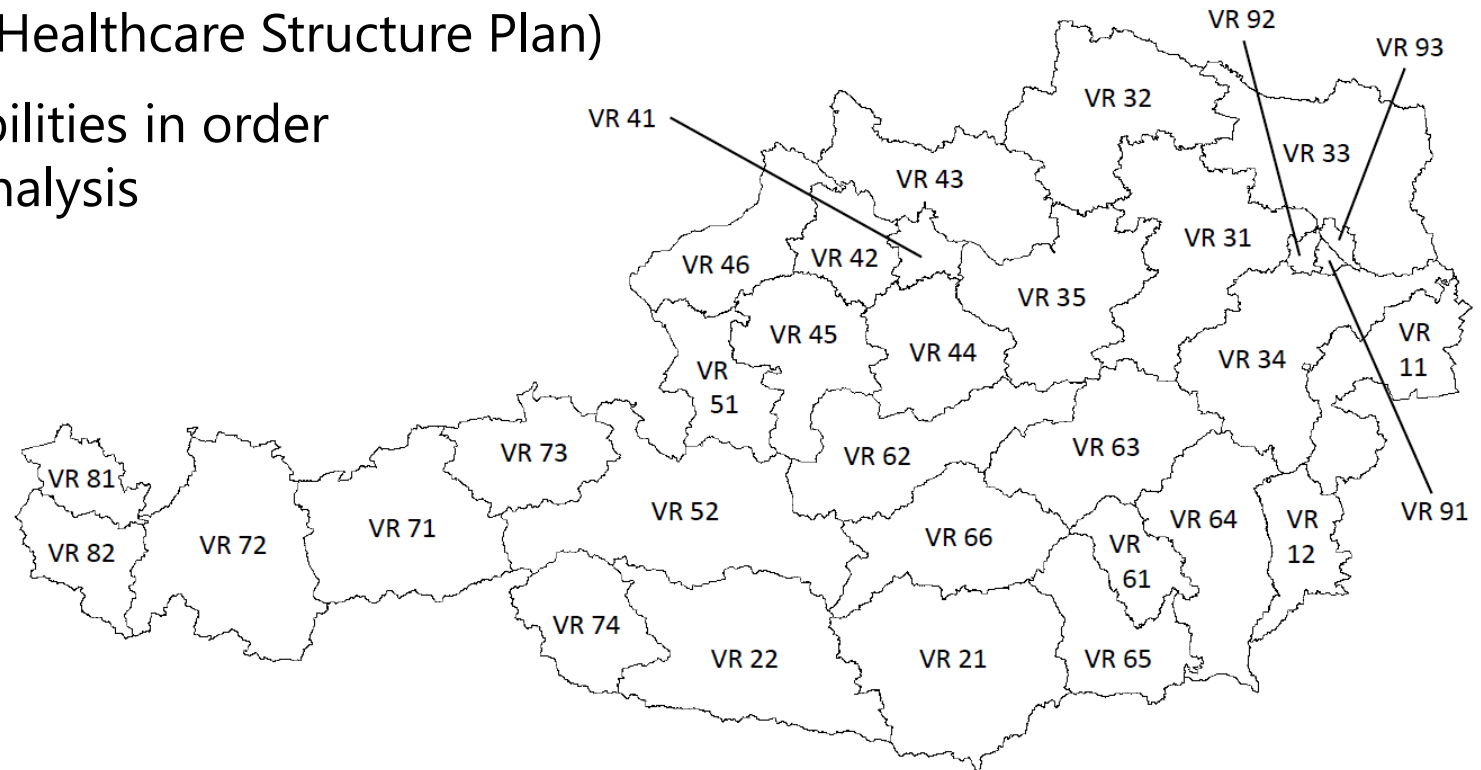 Healthcare Structure Plan)
bilities in order
nalysis
VR 92
VR 93
VR 41
VR 32
VR 33
VR 43
VR 31
VR 46
VR 42
VR 35
VR 45
VR 44
VR 34
VR
11
VR
51
VR 73
VR 62
VR 63
VR 81
VR 52
VR 64
VR
12
VR 91
VR 82
VR 72
VR 71
VR 66
VR
61
VR 74
VR 22
VR 21
VR 65